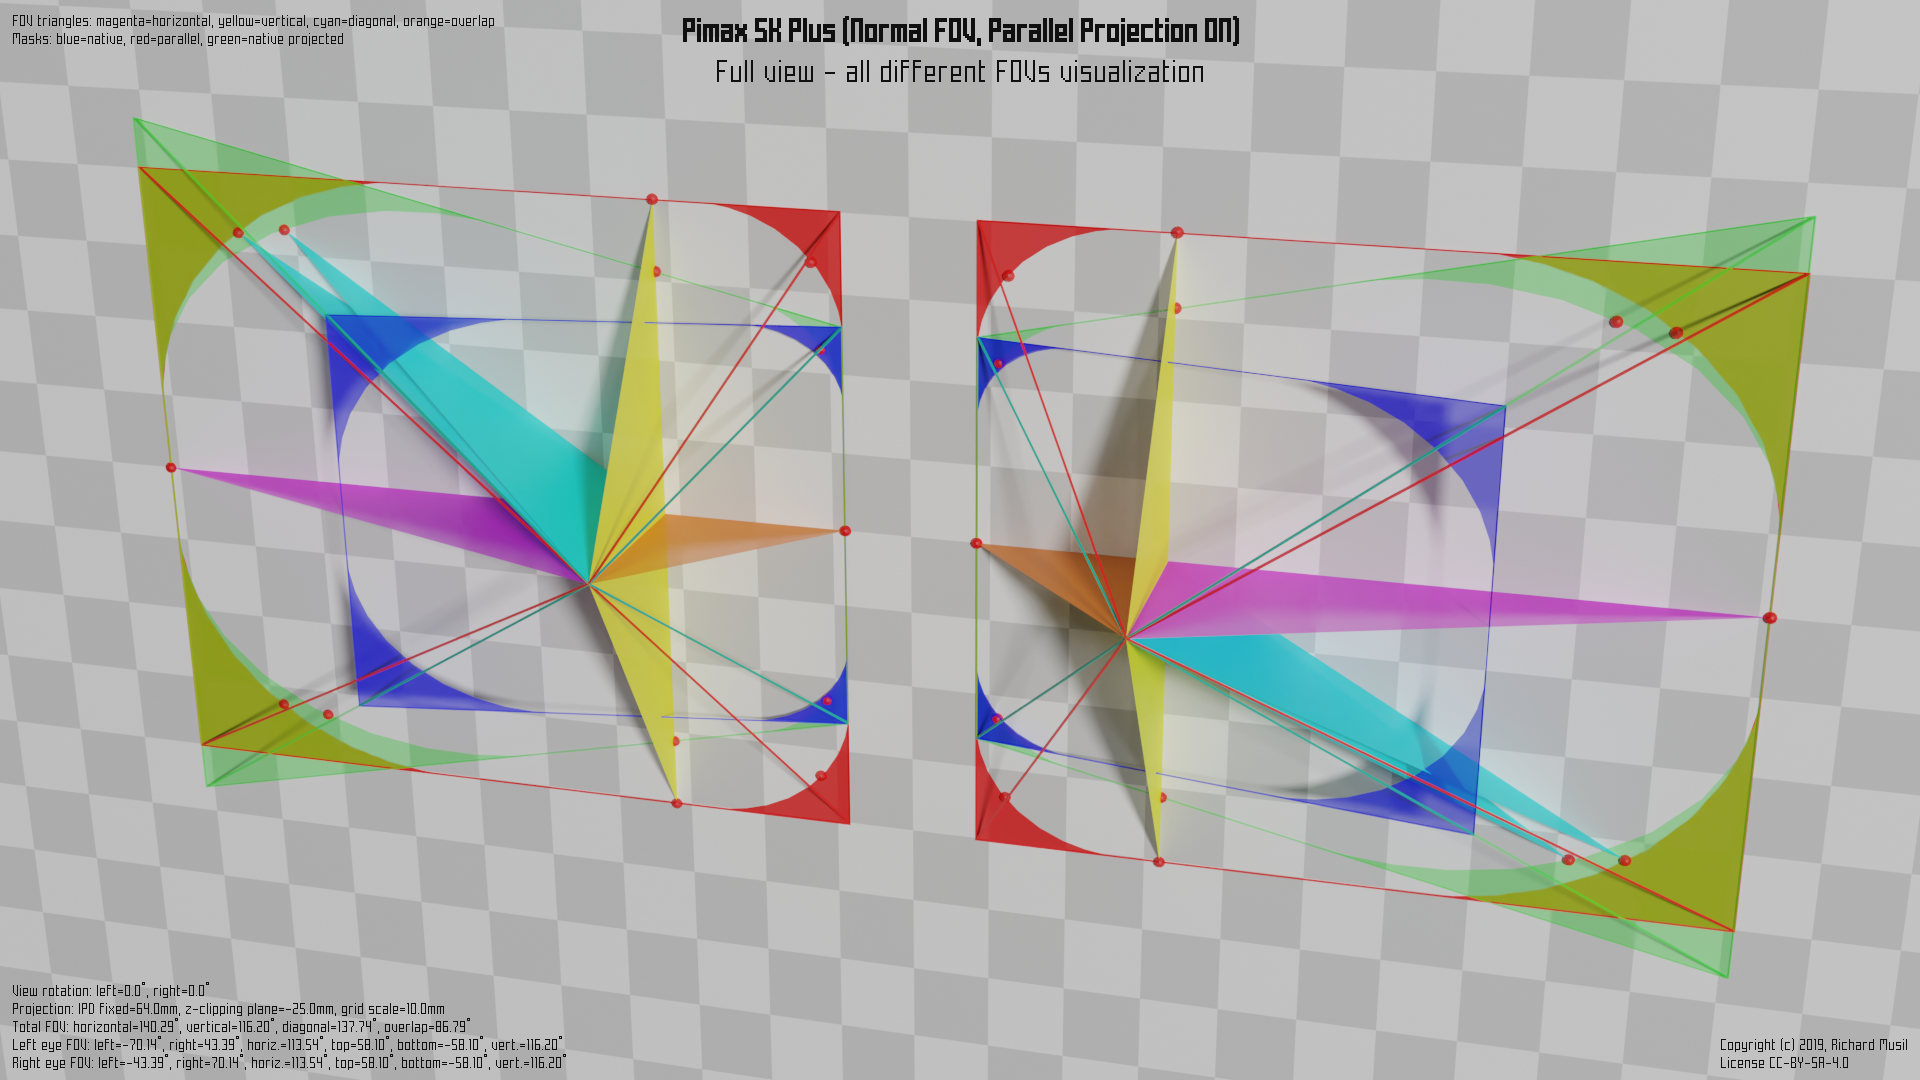 FOV triangles: magenta=horizontal, yellow=vertical, cyan=diagonal, orange=overlap
Masks: blue=native, red=parallel, green=native projected
Pimax 5K Plus (Normal FOV, Parallel Projection ON)
Full view - all different FOVs visualization
View rotation: left=0.0°, right=0.0°
Projection: IPD fixed=64.0mm, z-clipping plane=-25.0mm, grid scale=10.0mm
Total FOV: horizontal=140.29°, vertical=116.20°, diagonal=137.74°, overlap=86.79°
Left eye FOV: left=-70.14°, right=43.39°, horiz.=113.54°, top=58.10°, bottom=-58.10°, vert.=116.20°
Right eye FOV: left=-43.39°, right=70.14°, horiz.=113.54°, top=58.10°, bottom=-58.10°, vert.=116.20°
Copyright (c) 2019, Richard Musil
License CC-BY-SA-4.0